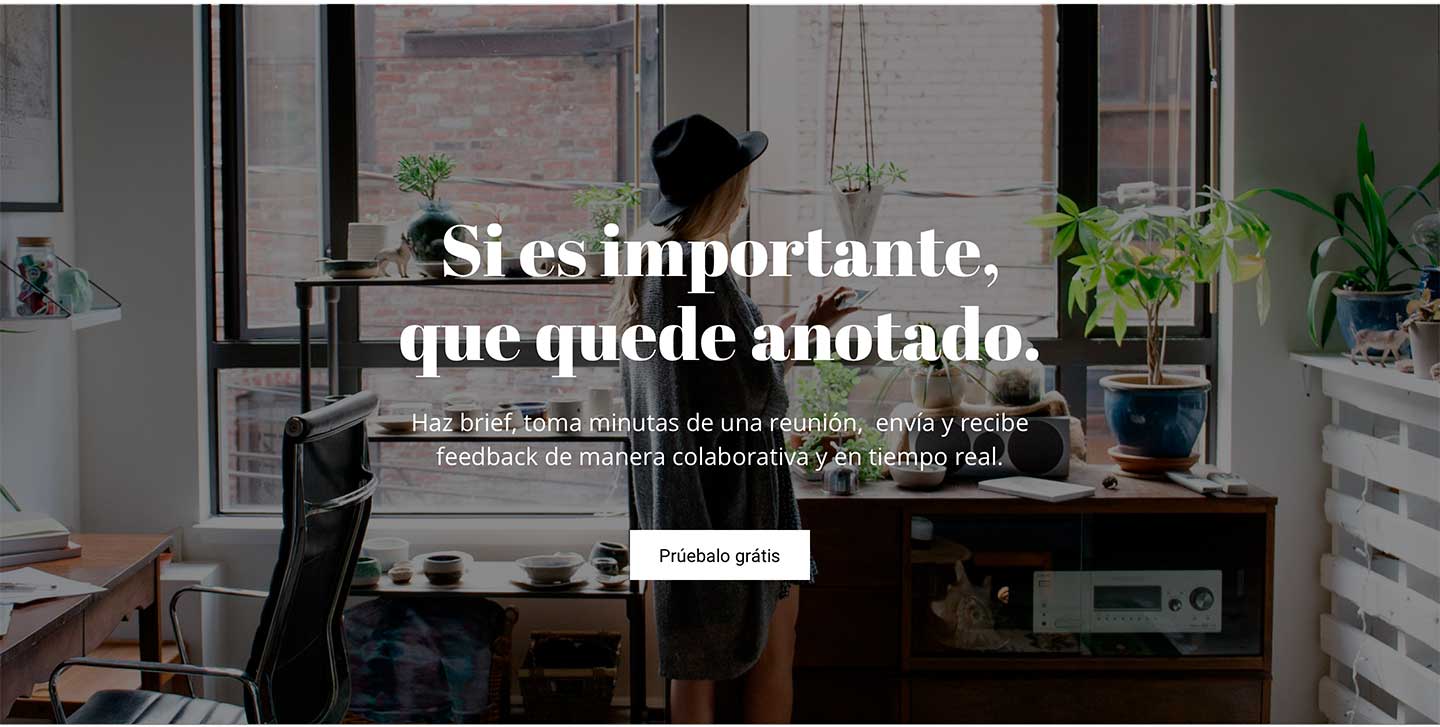 Si es importante,
que quede anotado.
Haz brief, toma minutas de una reunión,  envía y recibe
feedback de manera colaborativa y en tiempo real.
Prúebalo grátis